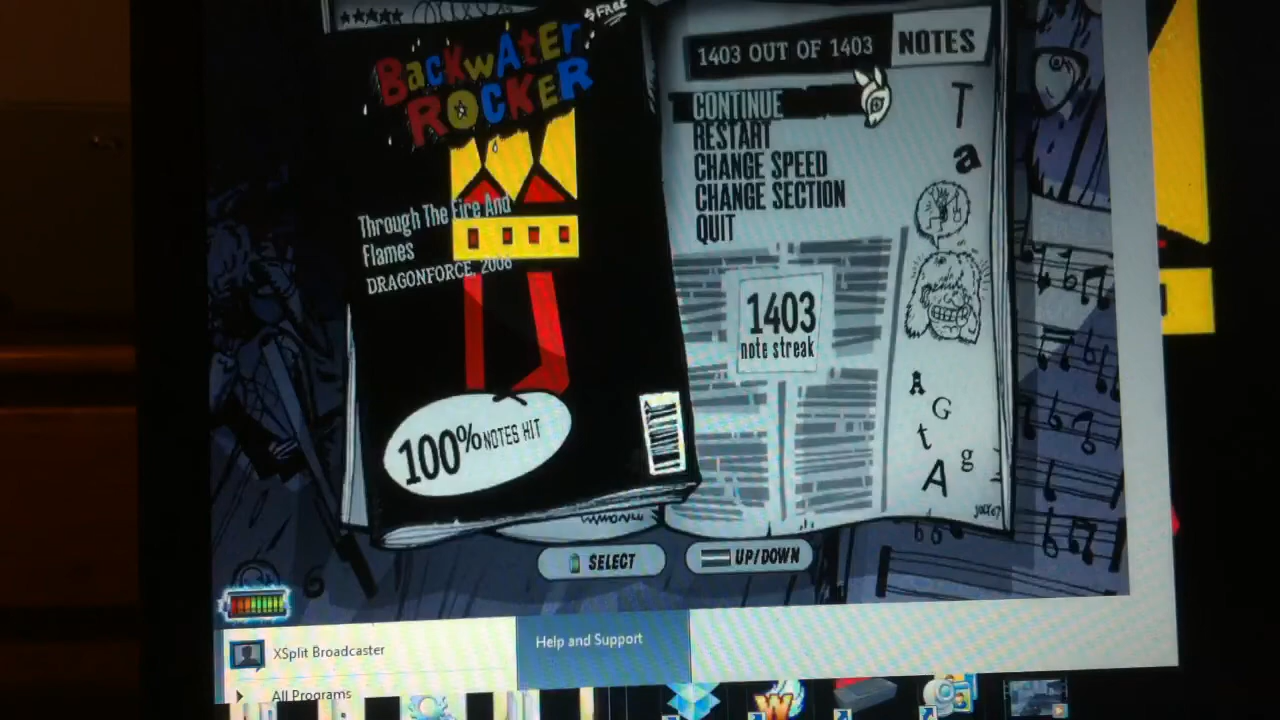 $FREE
BACKWATER
ROCKER
Through The Fire And
Flames
DRAGONFORCE, 2008
100% NOTES HIT
1403 OUT OF 1403 NOTES
CONTINUE
RESTART
CHANGE SPEED
CHANGE SECTION
QUIT
1403
note streak
T
a
A
G
t
g
A
SELECT
UP/DOWN
XSplit Broadcaster
Help and Support
All Programs
W